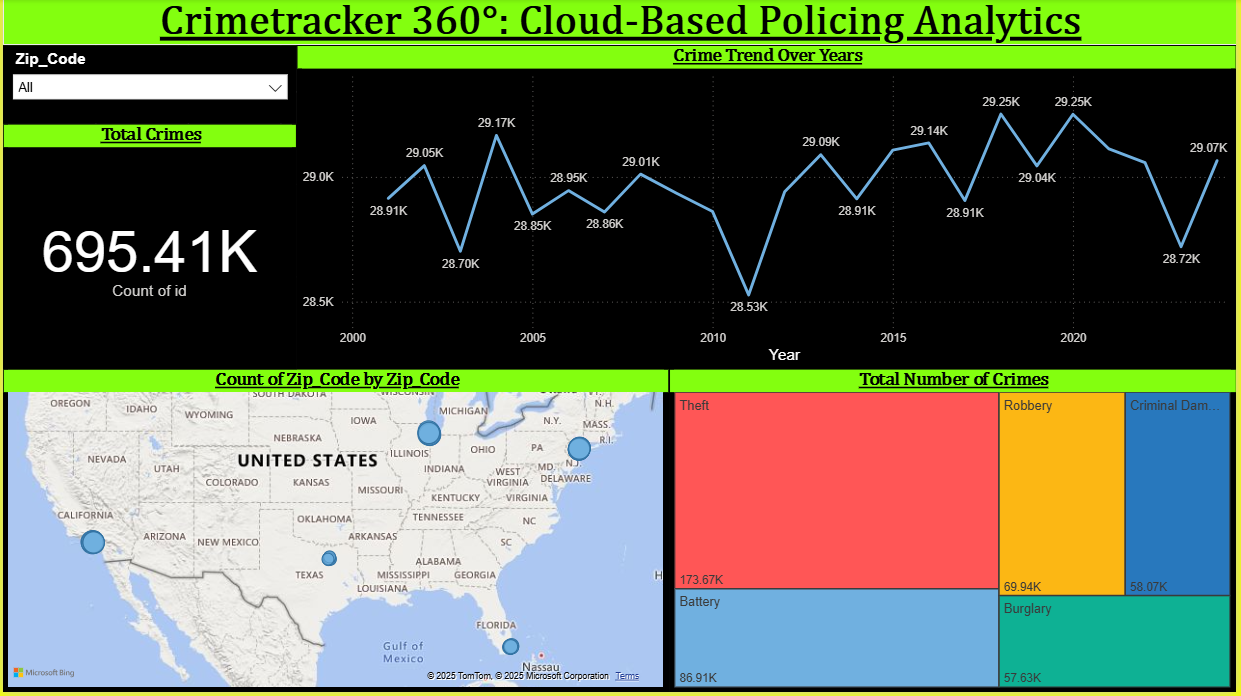 Crimetracker 360°: Cloud-Based Policing Analytics
Zip_Code
All
Total Crimes
695.41K
Count of id
Crime Trend Over Years
29.0K
28.5K
28.91K
29.05K
28.70K
29.17K
28.85K
28.95K
28.86K
29.01K
28.53K
29.09K
28.91K
29.14K
28.91K
29.25K
29.04K
29.25K
28.72K
29.07K
2000
2005
2010
2015
2020
Year
Count of Zip_Code by Zip_Code
SOUTH DAKOTA
WISCONSIN
OREGON
IDAHO
WYOMING
MICHIGAN
N.H.
IOWA
N.Y.
MASS.
NEBRASKA
R.I.
NEVADA
UTAH
UNITED STATES
ILLINOIS
OHIO
PA
INDIANA
MD
N.J.
COLORADO
KANSAS
WEST
VIRGINIA
DELAWARE
MISSOURI
KENTUCKY
VIRGINIA
CALIFORNIA
OKLAHOMA
TENNESSEE
NC
ARIZONA
NEW MEXICO
ARKANSAS
SC
TEXAS
ALABAMA
MISSISSIPPI
GEORGIA
LOUISIANA
FLORIDA
Gulf of
Mexico
Nassau
Microsoft Bing
© 2025 TomTom, © 2025 Microsoft Corporation
Terms
Total Number of Crimes
Theft
173.67K
Battery
86.91K
Robbery
69.94K
Criminal Dam...
58.07K
Burglary
57.63K